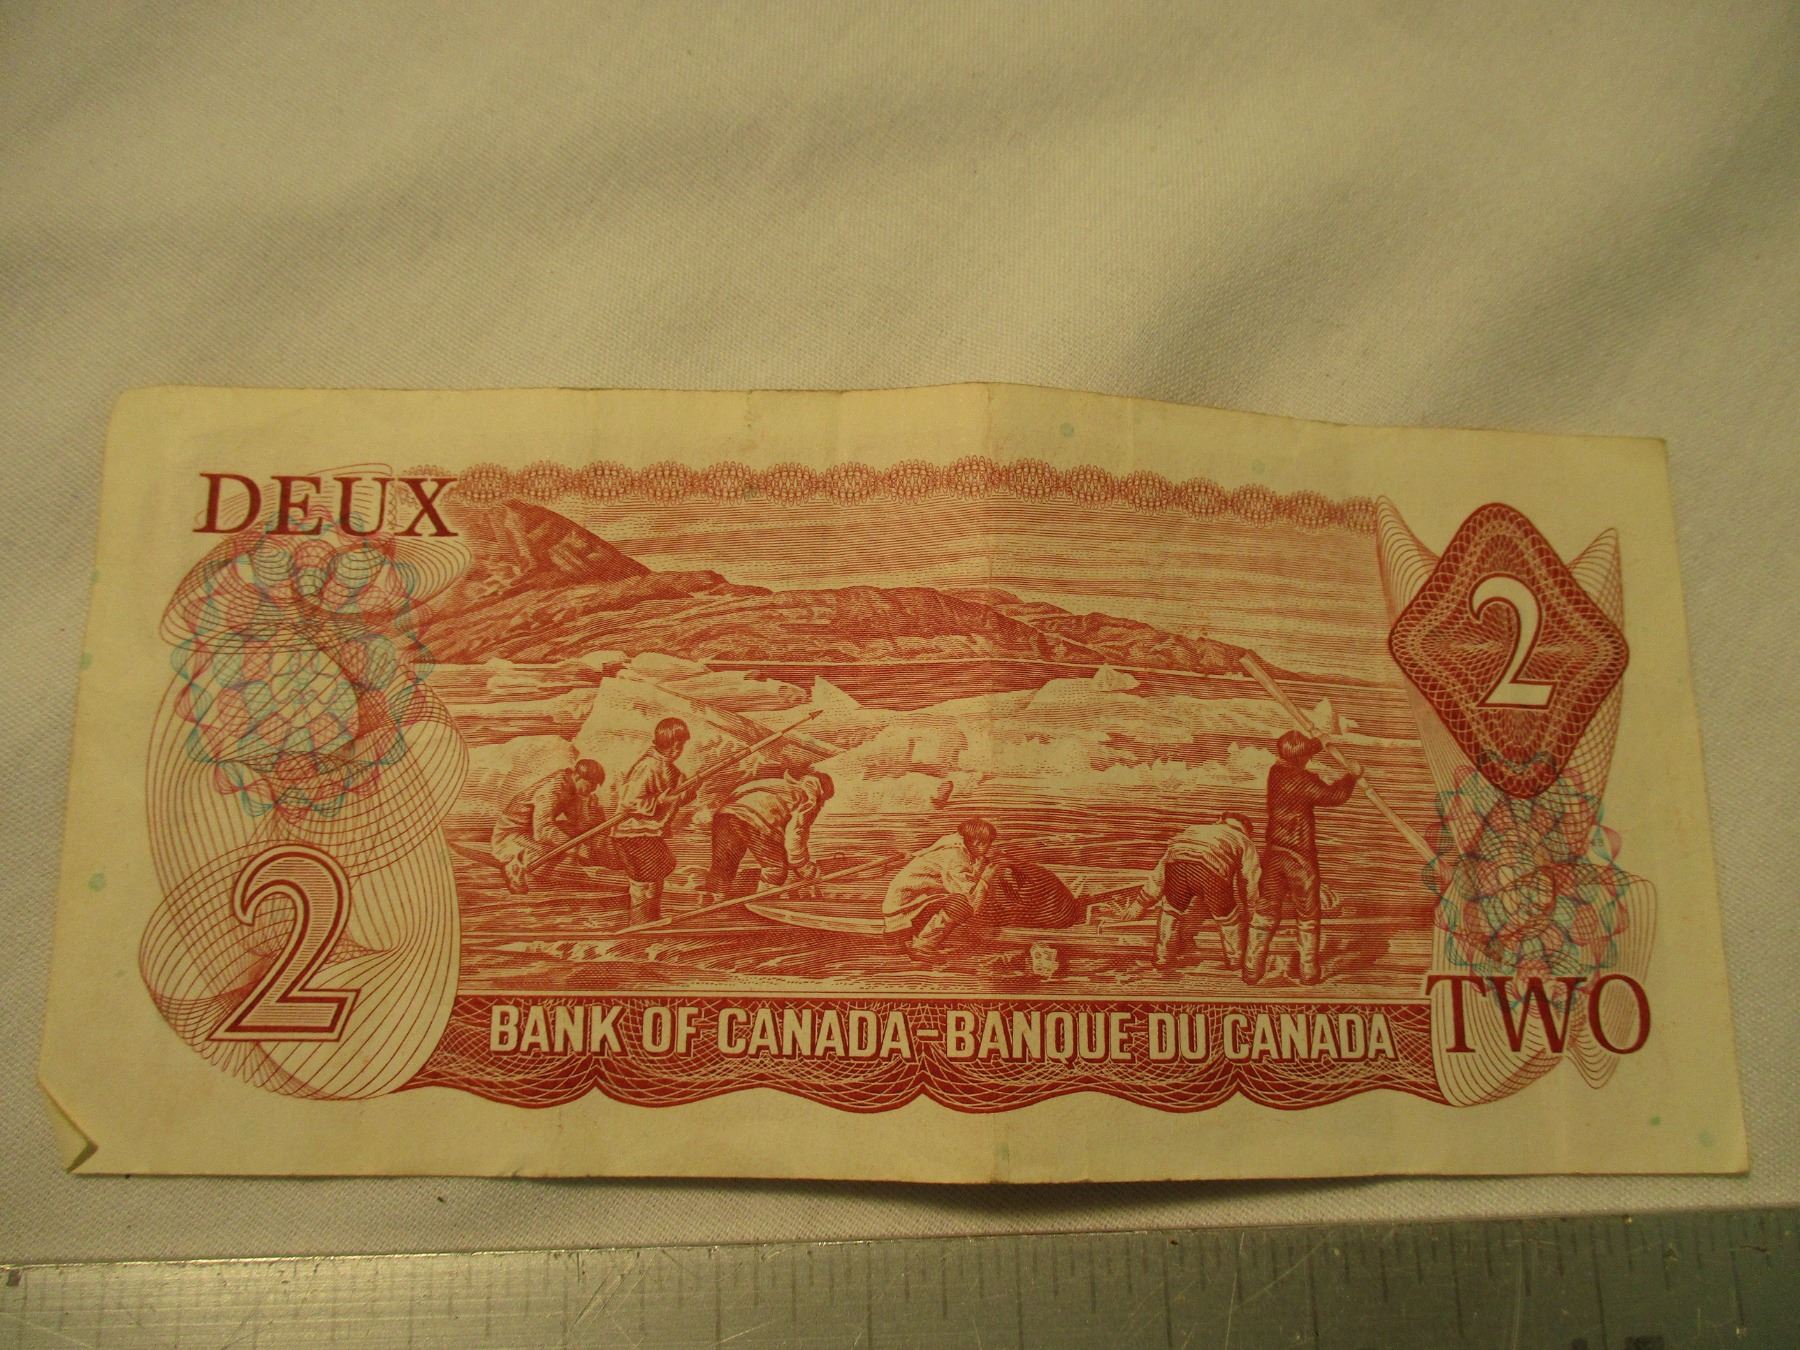 DEUX
2
2
BANK OF CANADA-BANQUE DU CANADA
TWO